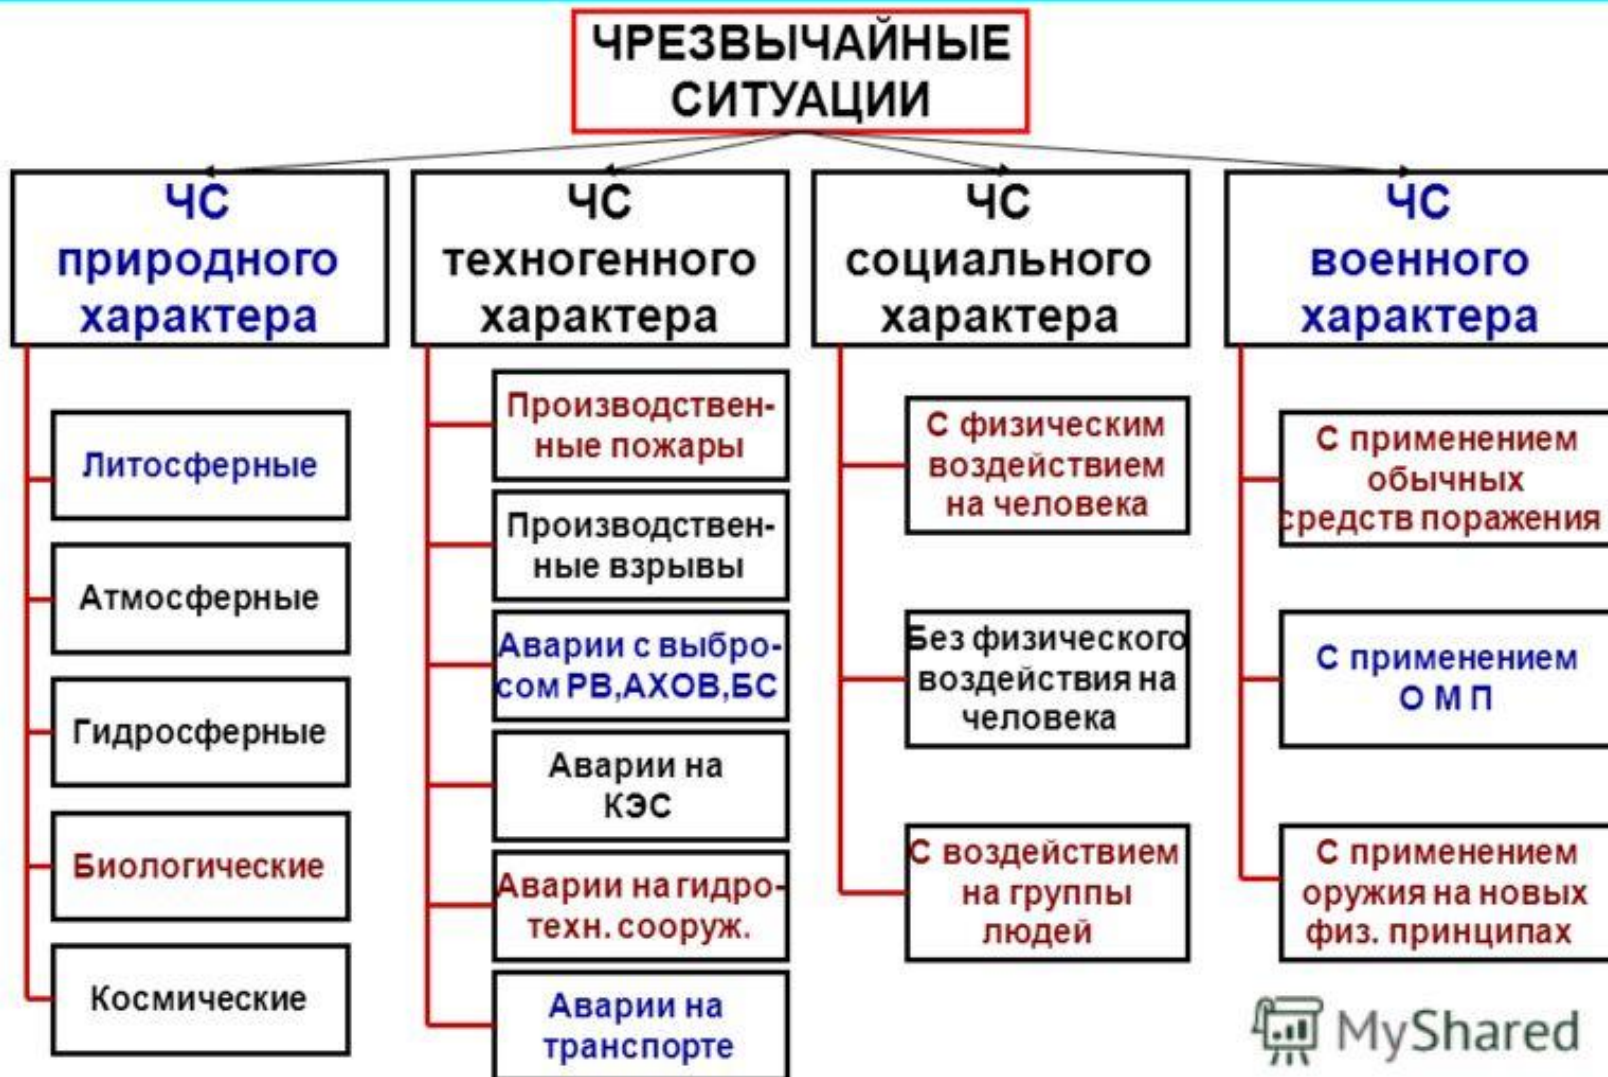 ЧРЕЗВЫЧАЙНЫЕ
СИТУАЦИИ
ЧС
природного
характера
Литосферные
Атмосферные
Гидросферные
Биологические
Космические
ЧС
техногенного
характера
Производствен-
ные пожары
Производствен-
ные взрывы
Аварии с выбро-
сом РВ,АХОВ,БС
Аварии на
КЭС
Аварии на гидро-
техн. сооруж.
Аварии на
транспорте
ЧС
социального
характера
С физическим
воздействием
на человека
Без физического
воздействия на
человека
С воздействием
на группы
людей
ЧС
военного
характера
С применением
обычных
средств поражения
С применением
О М П
С применением
оружия на новых
физ. принципах
MyShared